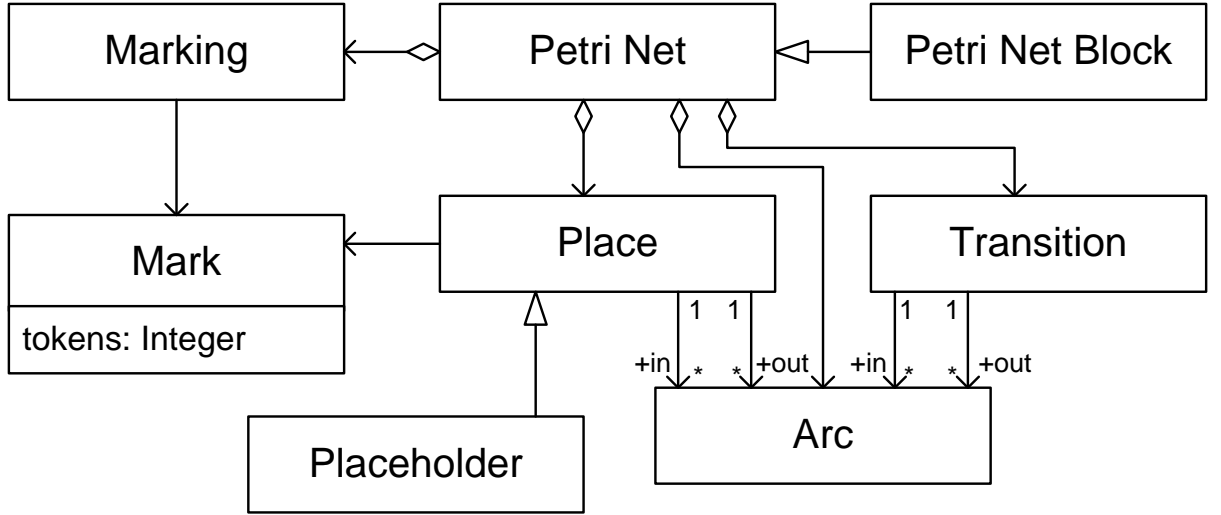 Marking
Petri Net
Petri Net Block
Mark
tokens: Integer
Place
Transition
1
1
1
1
+in
*
*
+out
+in
*
*
+out
Placeholder
Arc